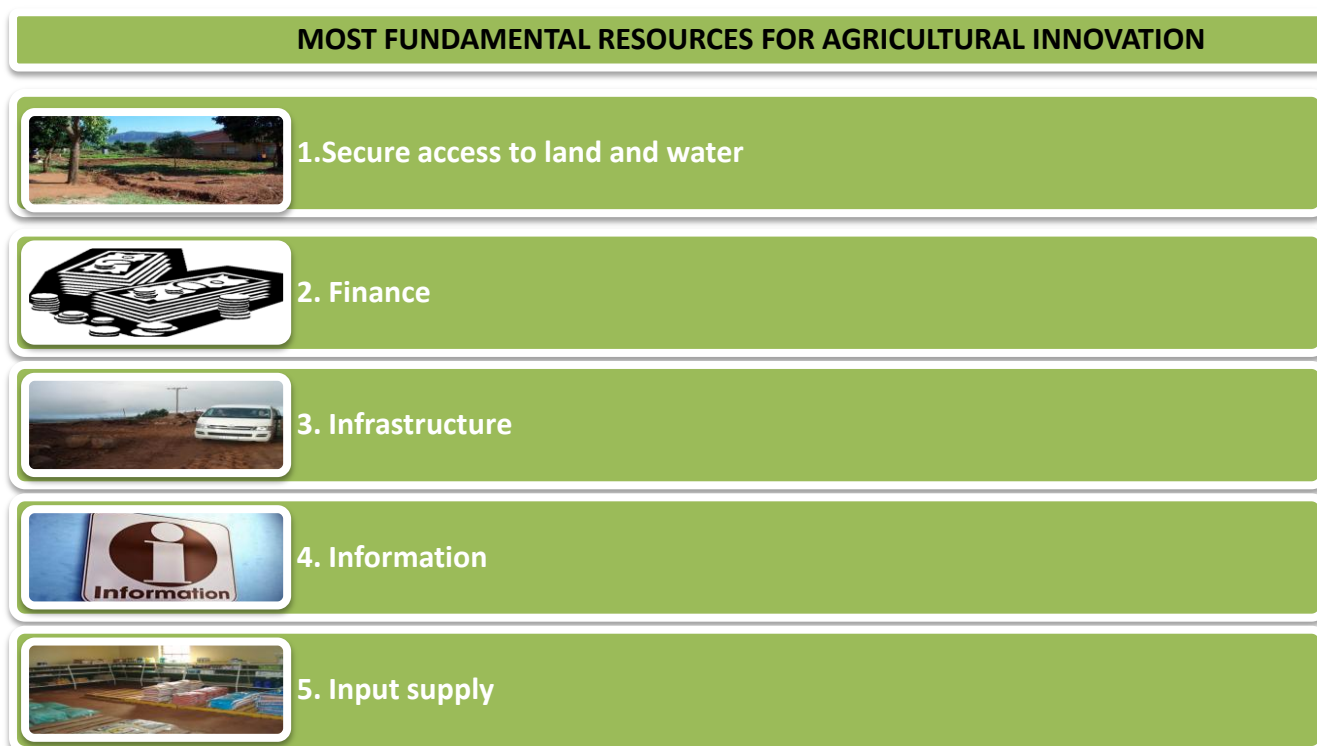 MOST FUNDAMENTAL RESOURCES FOR AGRICULTURAL INNOVATION
1.Secure access to land and water
2. Finance
3. Infrastructure
Information
4. Information
5. Input supply